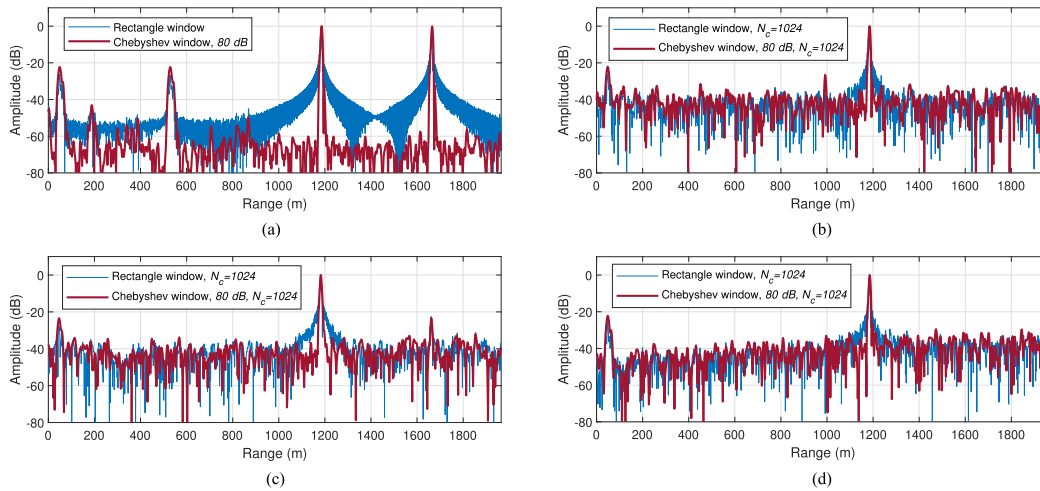 Amplitude (dB)
0
-20
-40
-60
-80
Rectangle window
Chebyshev window, 80 dB
0 200 400 600 800 1000 1200 1400 1600 1800
Range (m)
(a)
Amplitude (dB)
0
-20
-40
-60
-80
Rectangle window, N_c=1024
Chebyshev window, 80 dB, N_c=1024
0 200 400 600 800 1000 1200 1400 1600 1800
Range (m)
(b)
Amplitude (dB)
0
-20
-40
-60
-80
Rectangle window, N_c=1024
Chebyshev window, 80 dB, N_c=1024
0 200 400 600 800 1000 1200 1400 1600 1800
Range (m)
(c)
Amplitude (dB)
0
-20
-40
-60
-80
Rectangle window, N_c=1024
Chebyshev window, 80 dB, N_c=1024
0 200 400 600 800 1000 1200 1400 1600 1800
Range (m)
(d)